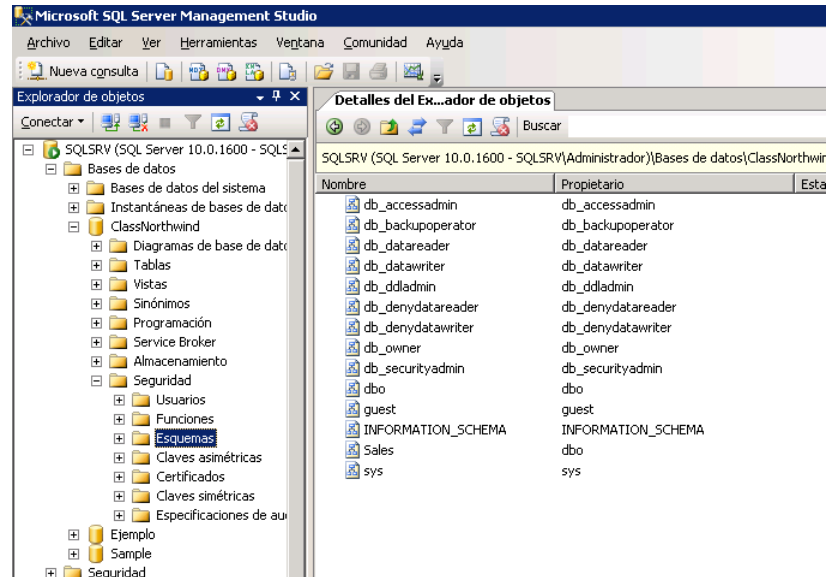 Microsoft SQL Server Management Studio
Archivo Editar Ver Herramientas Ventana Comunidad Ayuda
Nueva consulta
Explorador de objetos
Detalles del Ex...ador de objetos
Conectar
Buscar
SQLSRV (SQL Server 10.0.1600 - SQLS
SQLSRV (SQL Server 10.0.1600 - SQLSRV\Administrador)\Bases de datos\ClassNorthwin
Bases de datos
Bases de datos del sistema
Instantáneas de bases de dato
ClassNorthwind
Diagramas de base de dato
Tablas
Vistas
Sinónimos
Programación
Service Broker
Almacenamiento
Seguridad
Usuarios
Funciones
Esquemas
Claves asimétricas
Certificados
Claves simétricas
Especificaciones de au
Ejemplo
Sample
Seguridad
Nombre Propietario Esta
db_accessadmin db_accessadmin
db_backupoperator db_backupoperator
db_datareader db_datareader
db_datawriter db_datawriter
db_ddladmin db_ddladmin
db_denydatareader db_denydatareader
db_denydatawriter db_denydatawriter
db_owner db_owner
db_securityadmin db_securityadmin
dbo dbo
guest guest
INFORMATION_SCHEMA INFORMATION_SCHEMA
Sales dbo
sys sys